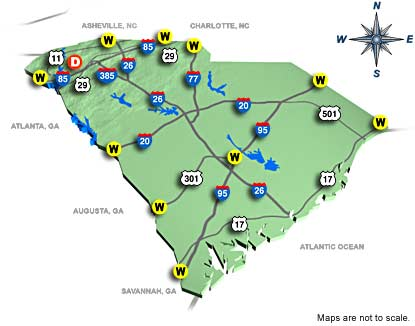 ASHEVILLE, NC
CHARLOTTE, NC
N
W
E
S
W
W
W
85
29
11
D
26
W
85
385
29
77
W
26
20
ATLANTA, GA
501
W
95
W
20
W
301
17
AUGUSTA, GA
W
95
26
17
ATLANTIC OCEAN
W
SAVANNAH, GA
Maps are not to scale.